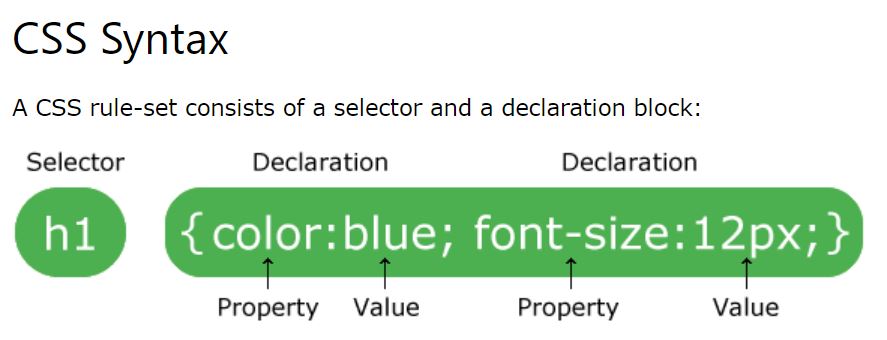 CSS Syntax
A CSS rule-set consists of a selector and a declaration block:
Selector Declaration Declaration
h1 {color:blue; font-size:12px;}
Property Value Property Value